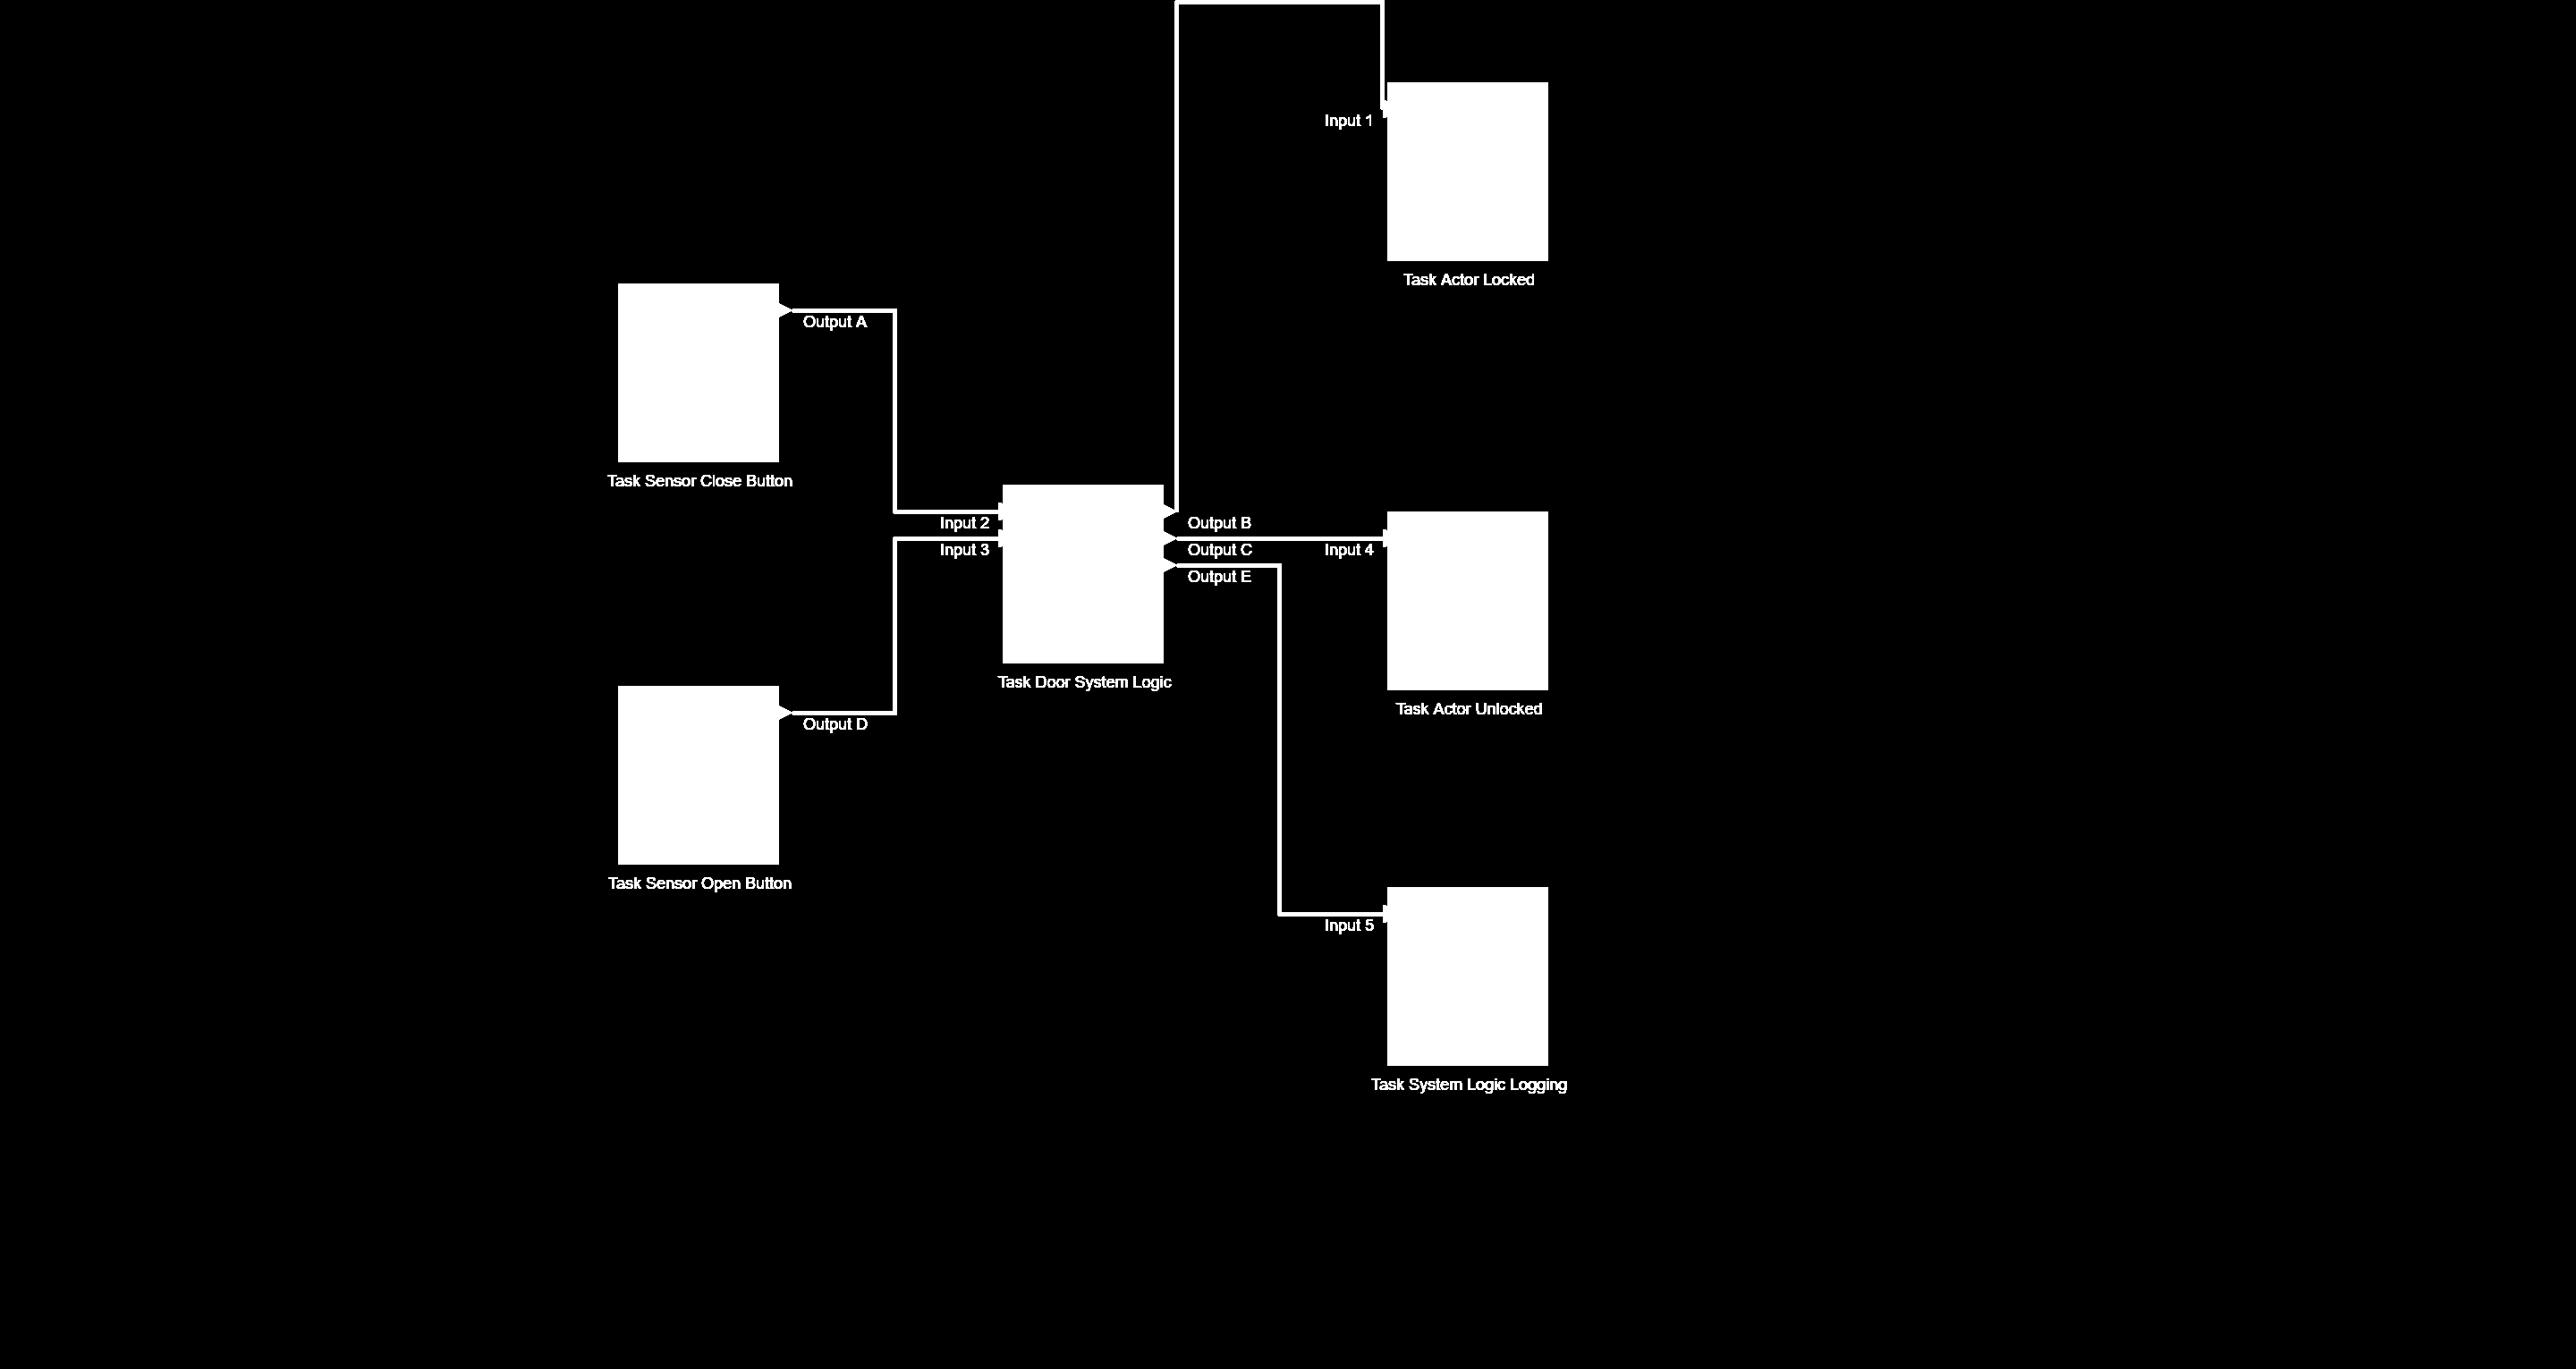 Input 1
Task Actor Locked
Output A
Task Sensor Close Button
Input 2
Output B
Input 3
Output C
Input 4
Output E
Task Door System Logic
Task Actor Unlocked
Output D
Task Sensor Open Button
Input 5
Task System Logic Logging